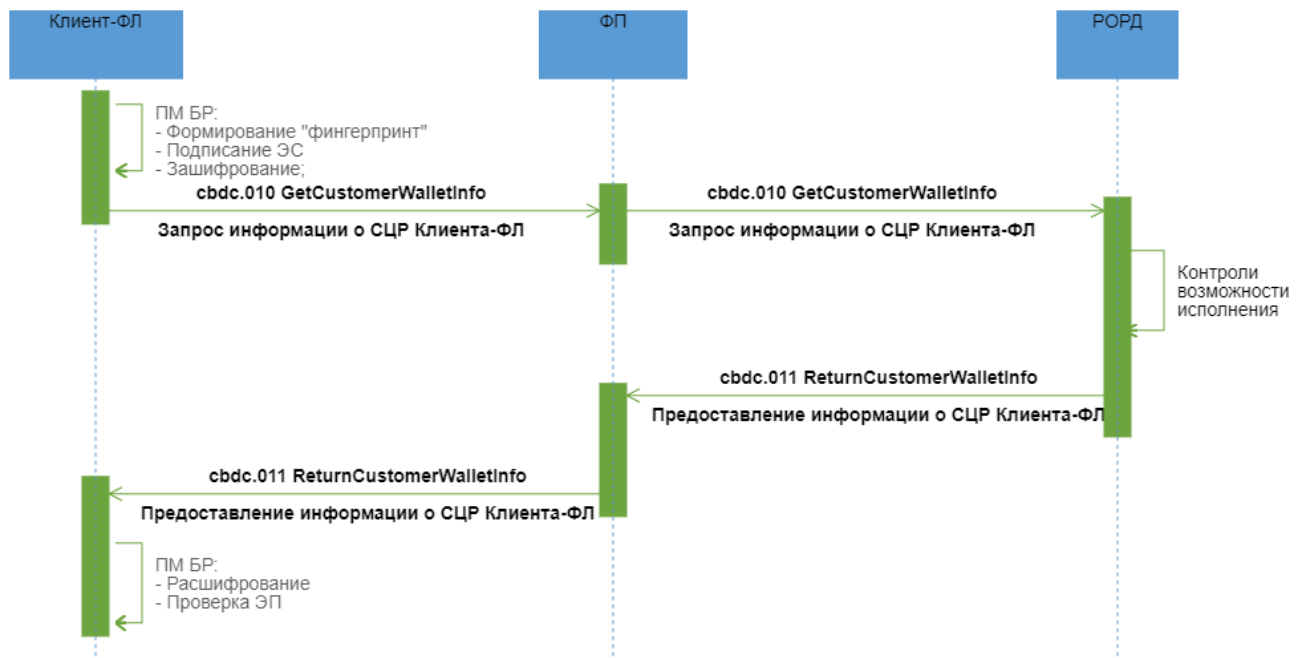 Клиент-ФЛ
ФП
РОРД
ПМ БР:
- Формирование "фингерпринт"
- Подписание ЭС
- Зашифрование;
cbdc.010 GetCustomerWalletInfo
cbdc.010 GetCustomerWalletInfo
Запрос информации о СЦР Клиента-ФЛ
Запрос информации о СЦР Клиента-ФЛ
Контроли
возможности
исполнения
cbdc.011 ReturnCustomerWalletInfo
Предоставление информации о СЦР Клиента-ФЛ
cbdc.011 ReturnCustomerWalletInfo
Предоставление информации о СЦР Клиента-ФЛ
ПМ БР:
- Расшифрование
- Проверка ЭП